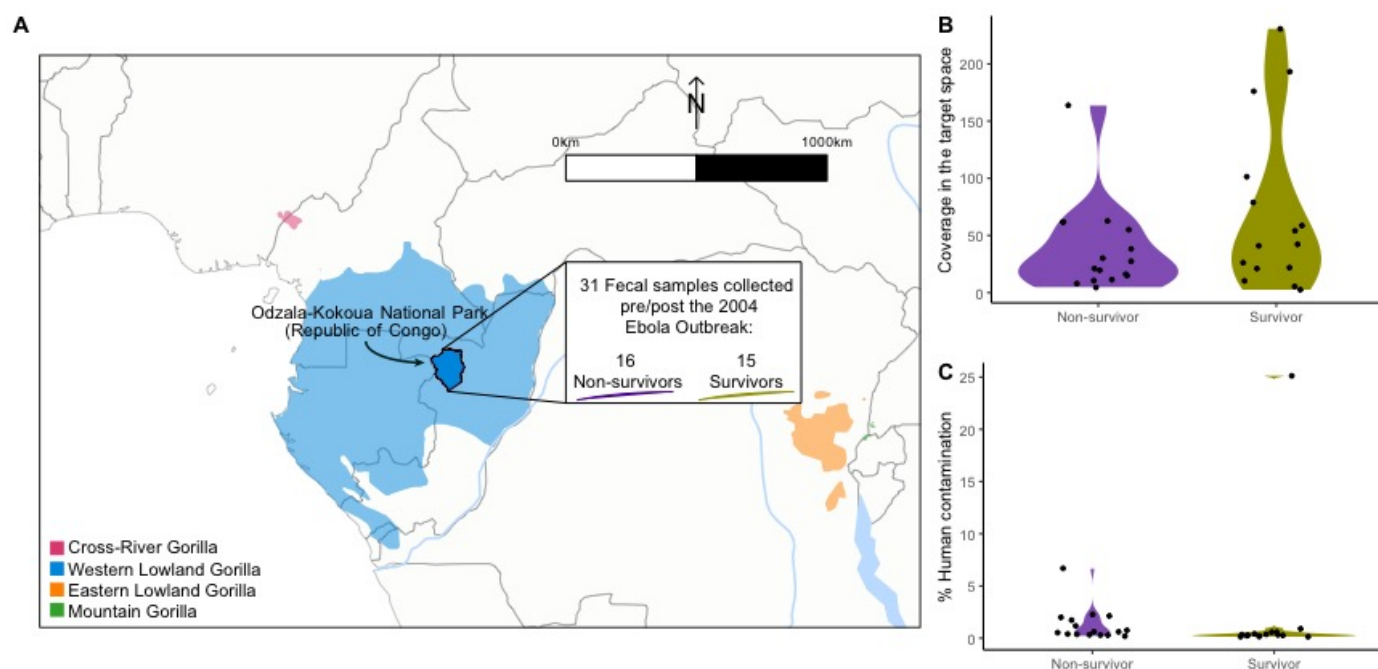 A
N
0km 1000km
Odzala-Kokoua National Park
(Republic of Congo)
31 Fecal samples collected
pre/post the 2004
Ebola Outbreak:
16 15
Non-survivors Survivors
Cross-River Gorilla
Western Lowland Gorilla
Eastern Lowland Gorilla
Mountain Gorilla
B
Coverage in the target space
200
150
100
50
0
Non-survivor Survivor
C
% Human contamination
25
20
15
10
5
0
Non-survivor Survivor